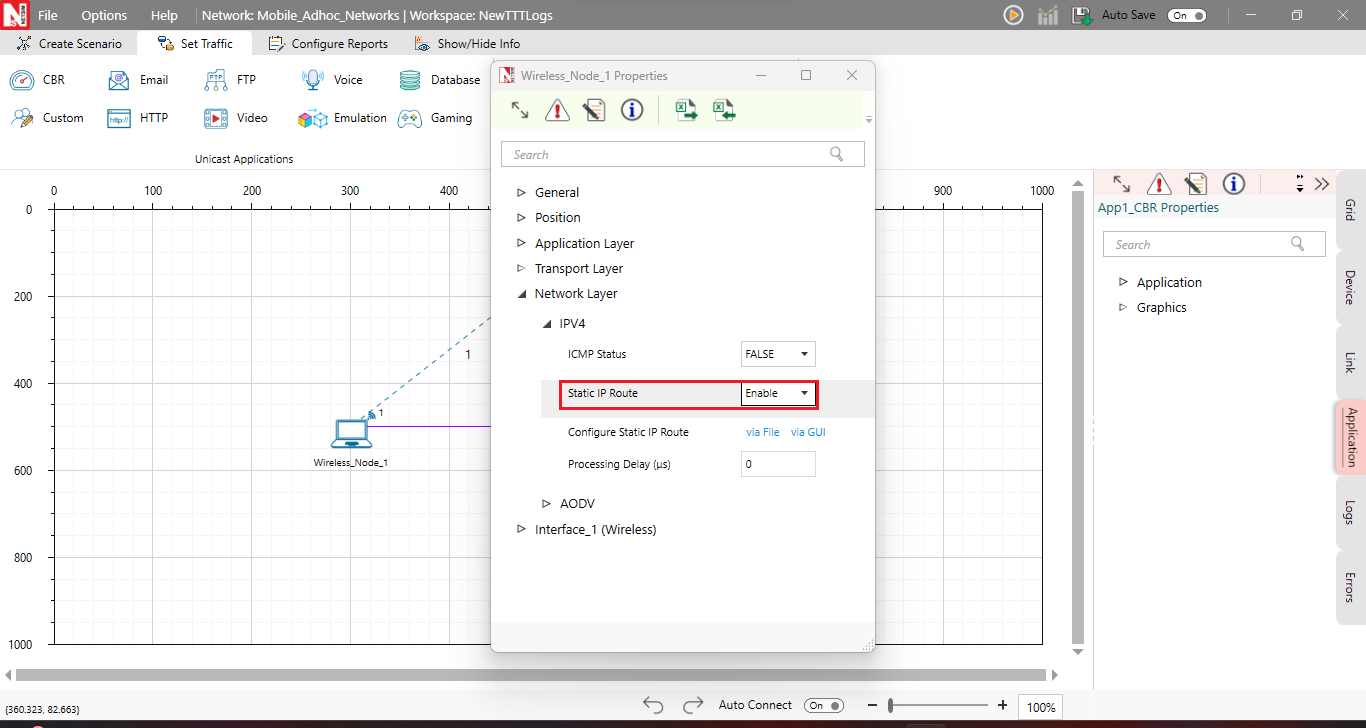 File Options Help Network: Mobile_Adhoc_Networks | Workspace: NewTTTLogs Auto Save On
Create Scenario Set Traffic Configure Reports Show/Hide Info
CBR Email FTP Voice Database
Custom HTTP Video Emulation Gaming
http://
Unicast Applications
Wireless_Node_1 Properties
Search
General
Position
Application Layer
Transport Layer
Network Layer
IPV4
ICMP Status FALSE
Static IP Route Enable
Configure Static IP Route via File via GUI
Processing Delay (µs) 0
AODV
Interface_1 (Wireless)
0 100 200 300 400 900 1000
0
200
400
600
800
1000
1
1
Wireless_Node_1
App1_CBR Properties
Search
Application
Graphics
Grid
Device
Link
Application
Logs
Errors
{360.323, 82.663}
Auto Connect On 100%